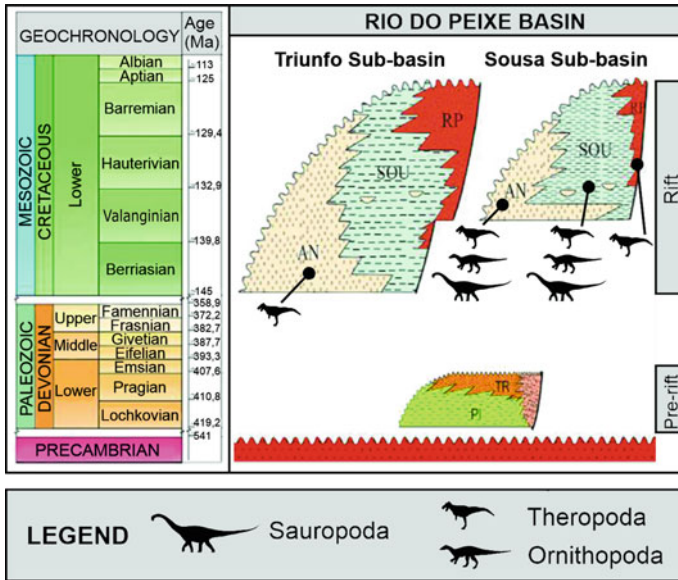 GEOCHRONOLOGY
Age
(Ma)
RIO DO PEIXE BASIN
Triunfo Sub-basin
Sousa Sub-basin
MESOZOIC
CRETACEOUS
Lower
Albian
Aptian
Barremian
Hauterivian
Valanginian
Berriasian
113
125
129,4
132,9
139,8
145
RP
SOU
AN
RP
SOU
AN
Rift
PALEOZOIC
DEVONIAN
Upper
Middle
Lower
Famennian
Frasnian
Givetian
Eifelian
Emsian
Pragian
Lochkovian
358,9
372,2
382,7
387,7
393,3
407,6
410,8
419,2
541
TR
PI
Pre-rift
PRECAMBRIAN
LEGEND
Sauropoda
Theropoda
Ornithopoda